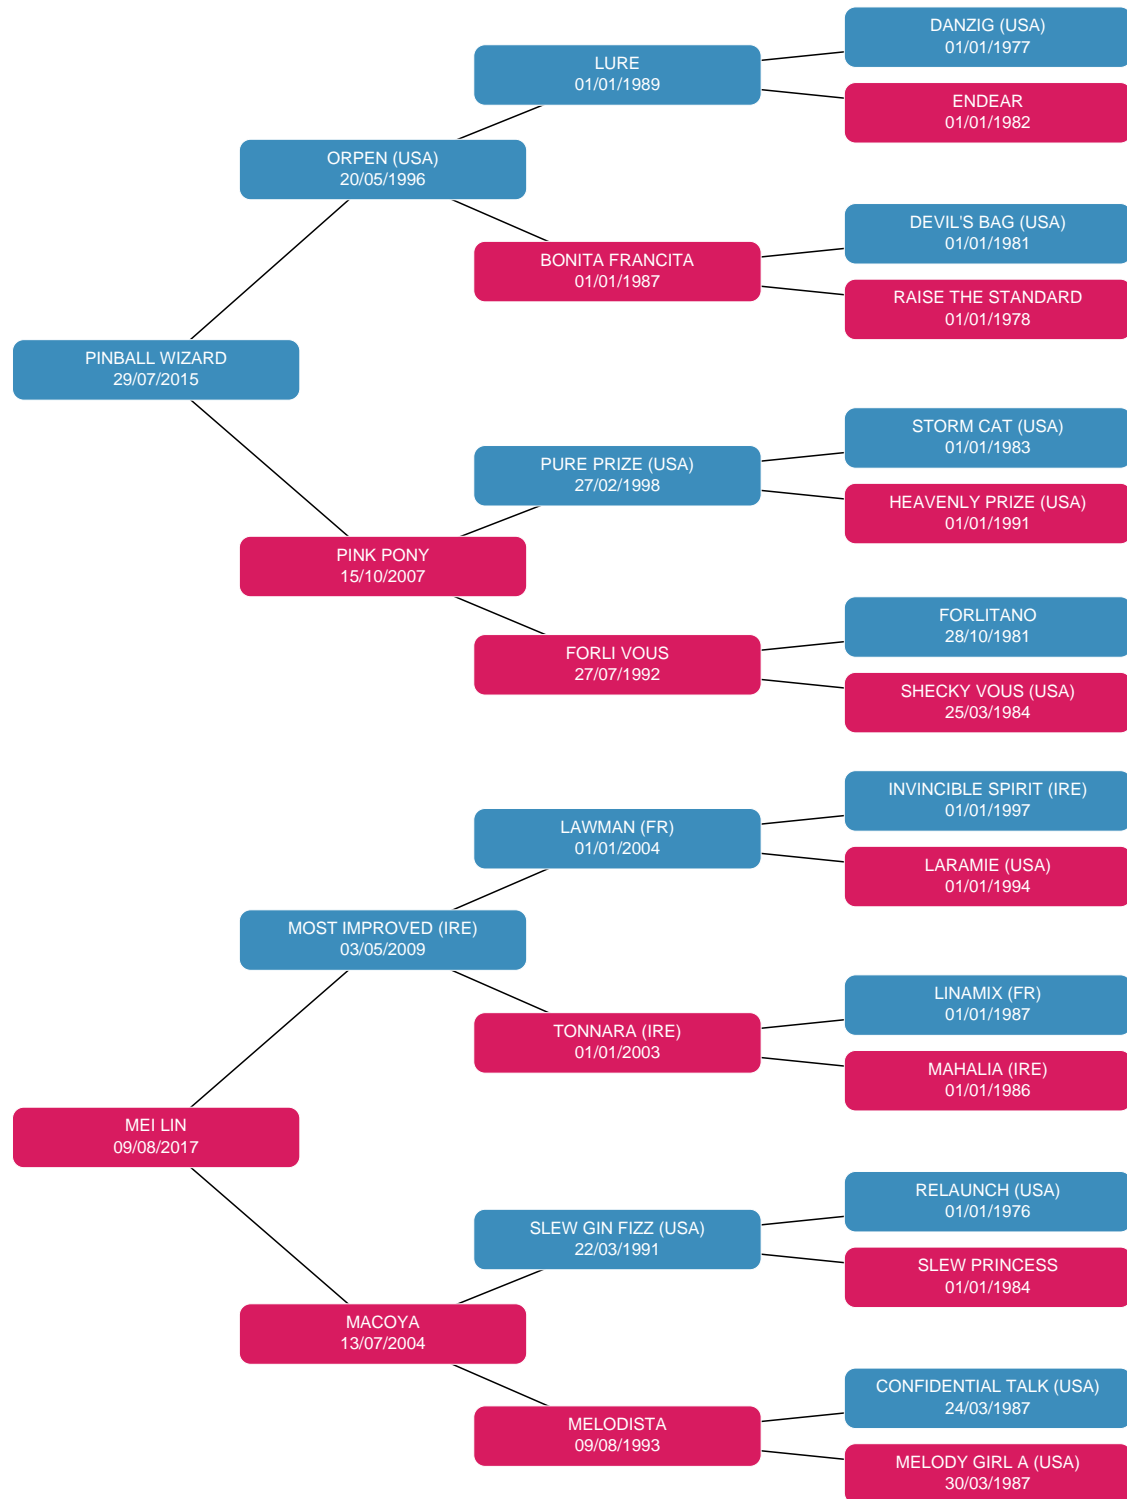 DANZIG (USA)
01/01/1977
LURE
01/01/1989
ENDEAR
01/01/1982
ORPEN (USA)
20/05/1996
DEVIL'S BAG (USA)
01/01/1981
BONITA FRANCITA
01/01/1987
RAISE THE STANDARD
01/01/1978
PINBALL WIZARD
29/07/2015
STORM CAT (USA)
01/01/1983
PURE PRIZE (USA)
27/02/1998
HEAVENLY PRIZE (USA)
01/01/1991
PINK PONY
15/10/2007
FORLITANO
28/10/1981
FORLI VOUS
27/07/1992
SHECKY VOUS (USA)
25/03/1984
INVINCIBLE SPIRIT (IRE)
01/01/1997
LAWMAN (FR)
01/01/2004
LARAMIE (USA)
01/01/1994
MOST IMPROVED (IRE)
03/05/2009
LINAMIX (FR)
01/01/1987
TONNARA (IRE)
01/01/2003
MAHALIA (IRE)
01/01/1986
MEI LIN
09/08/2017
RELAUNCH (USA)
01/01/1976
SLEW GIN FIZZ (USA)
22/03/1991
SLEW PRINCESS
01/01/1984
MACOYA
13/07/2004
CONFIDENTIAL TALK (USA)
24/03/1987
MELODISTA
09/08/1993
MELODY GIRL A (USA)
30/03/1987